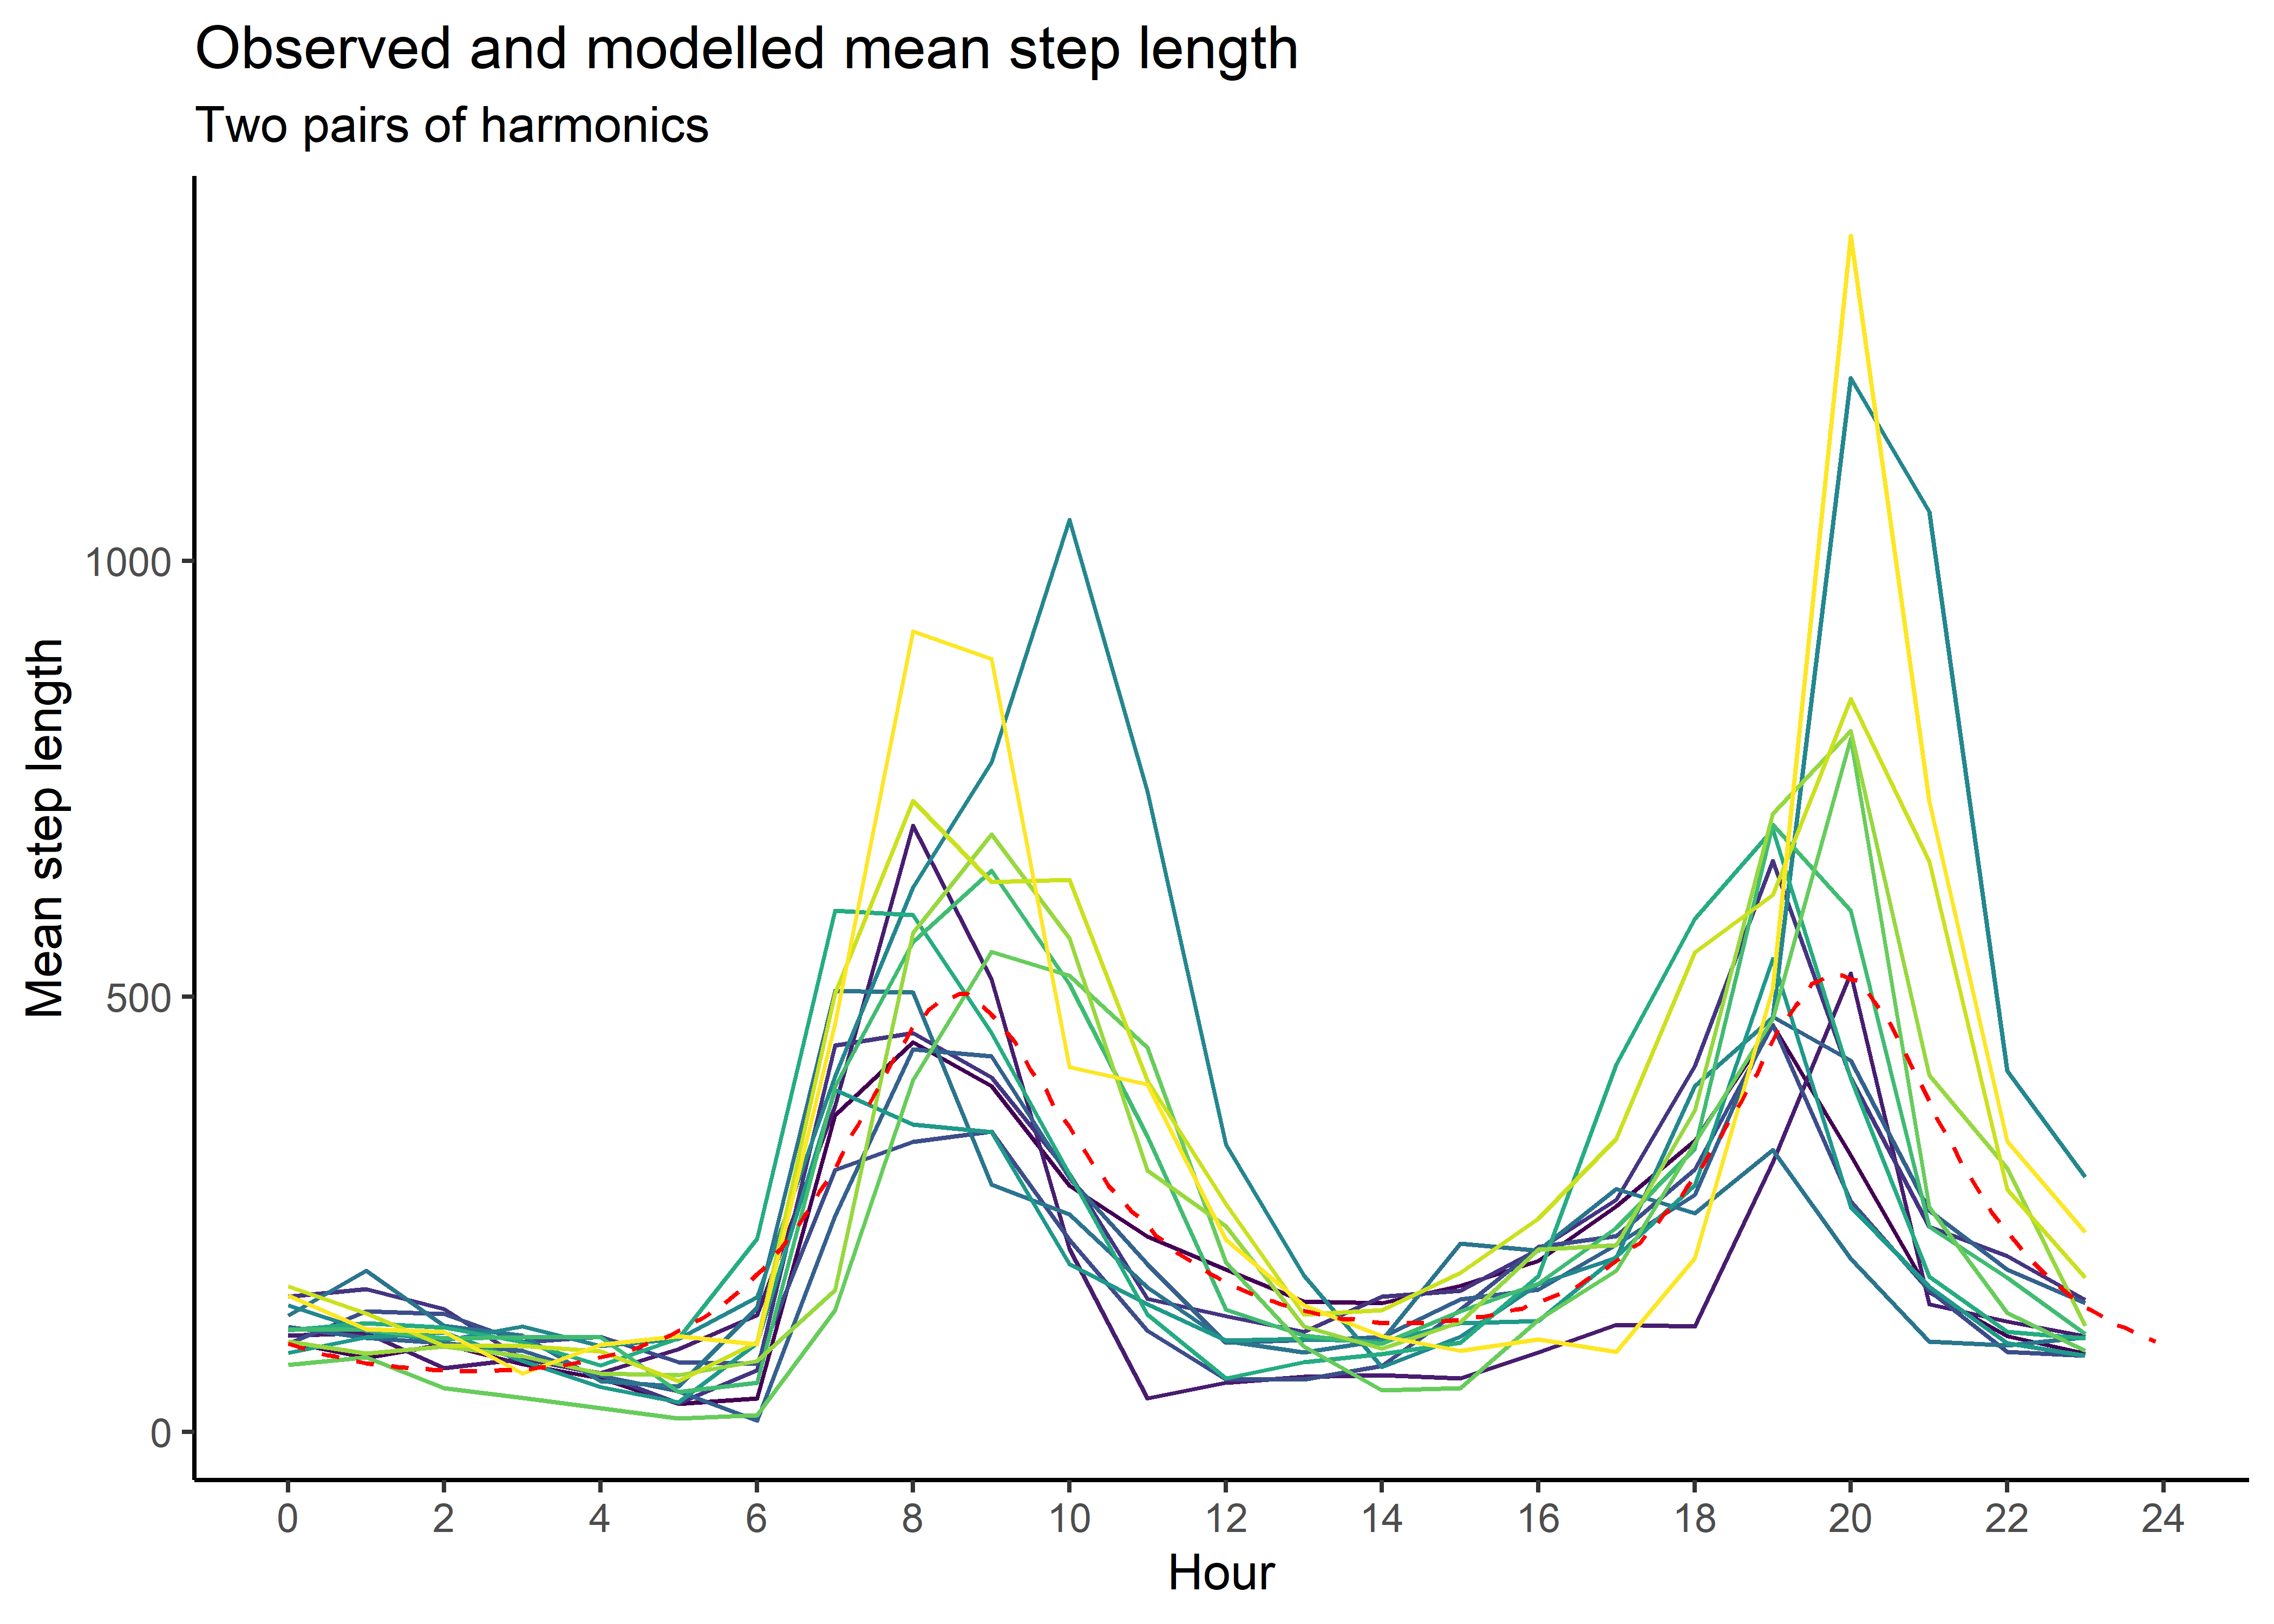 Observed and modelled mean step length
Two pairs of harmonics
Mean step length
1000
500
0
0 2 4 6 8 10 12 14 16 18 20 22 24
Hour